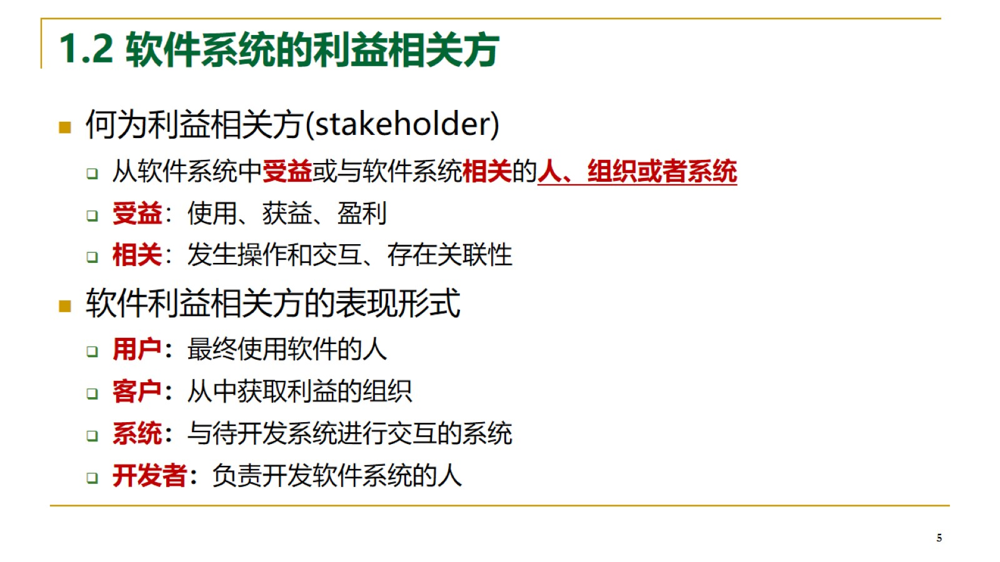 1.2 软件系统的利益相关方
何为利益相关方(stakeholder)
从软件系统中受益或与软件系统相关的人、组织或者系统
受益：使用、获益、盈利
相关：发生操作和交互、存在关联性
软件利益相关方的表现形式
用户：最终使用软件的人
客户：从中获取利益的组织
系统：与待开发系统进行交互的系统
开发者：负责开发软件系统的人
5